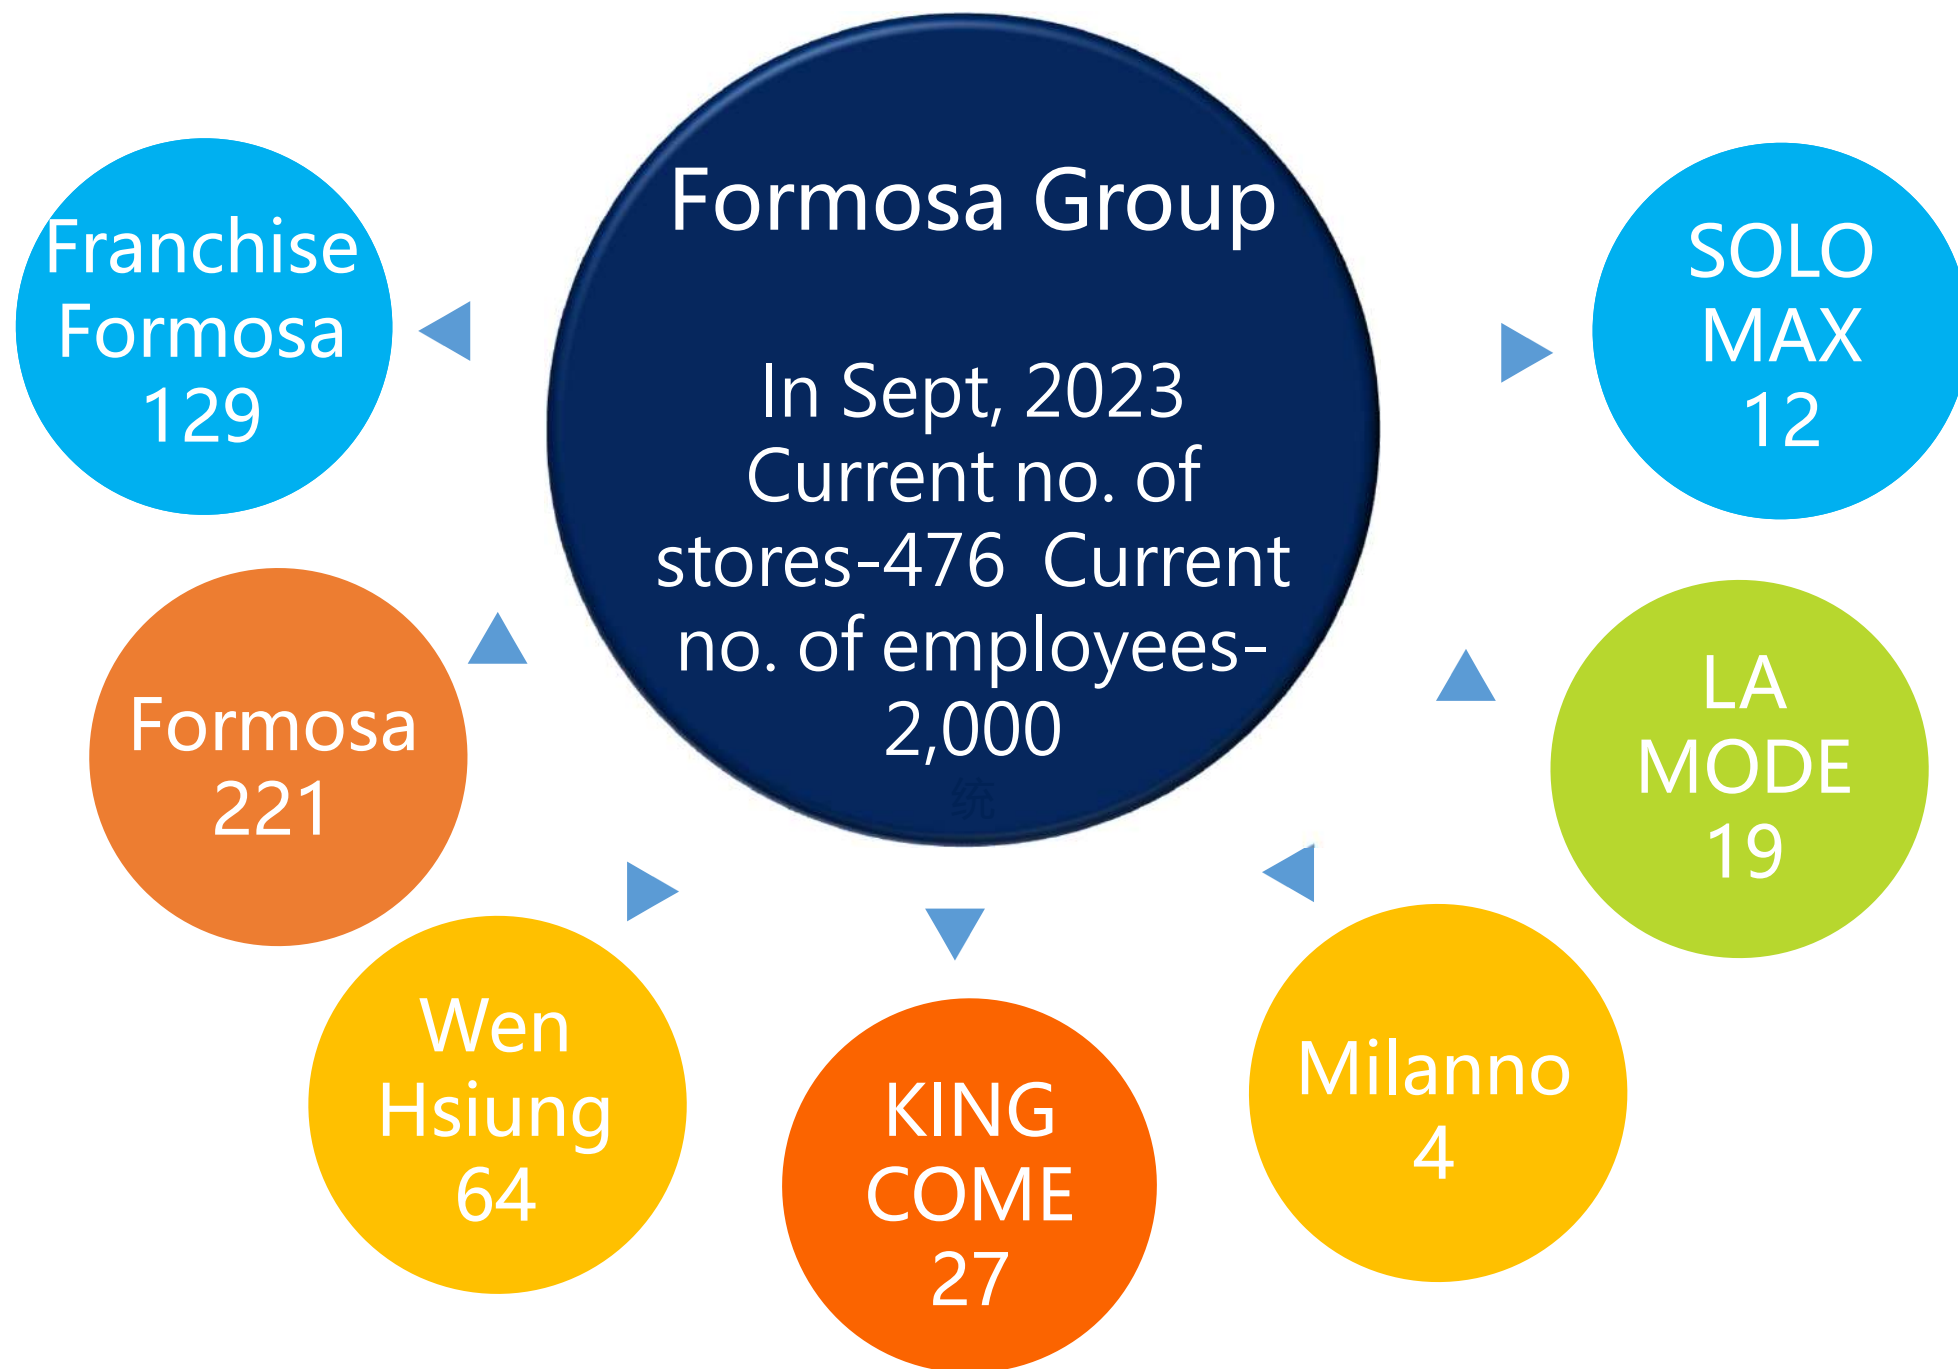 Formosa Group
In Sept, 2023
Current no. of
stores-476 Current
no. of employees-
2,000
统
Franchise
Formosa
129
Formosa
221
Wen
Hsiung
64
KING
COME
27
Milanno
4
LA
MODE
19
SOLO
MAX
12